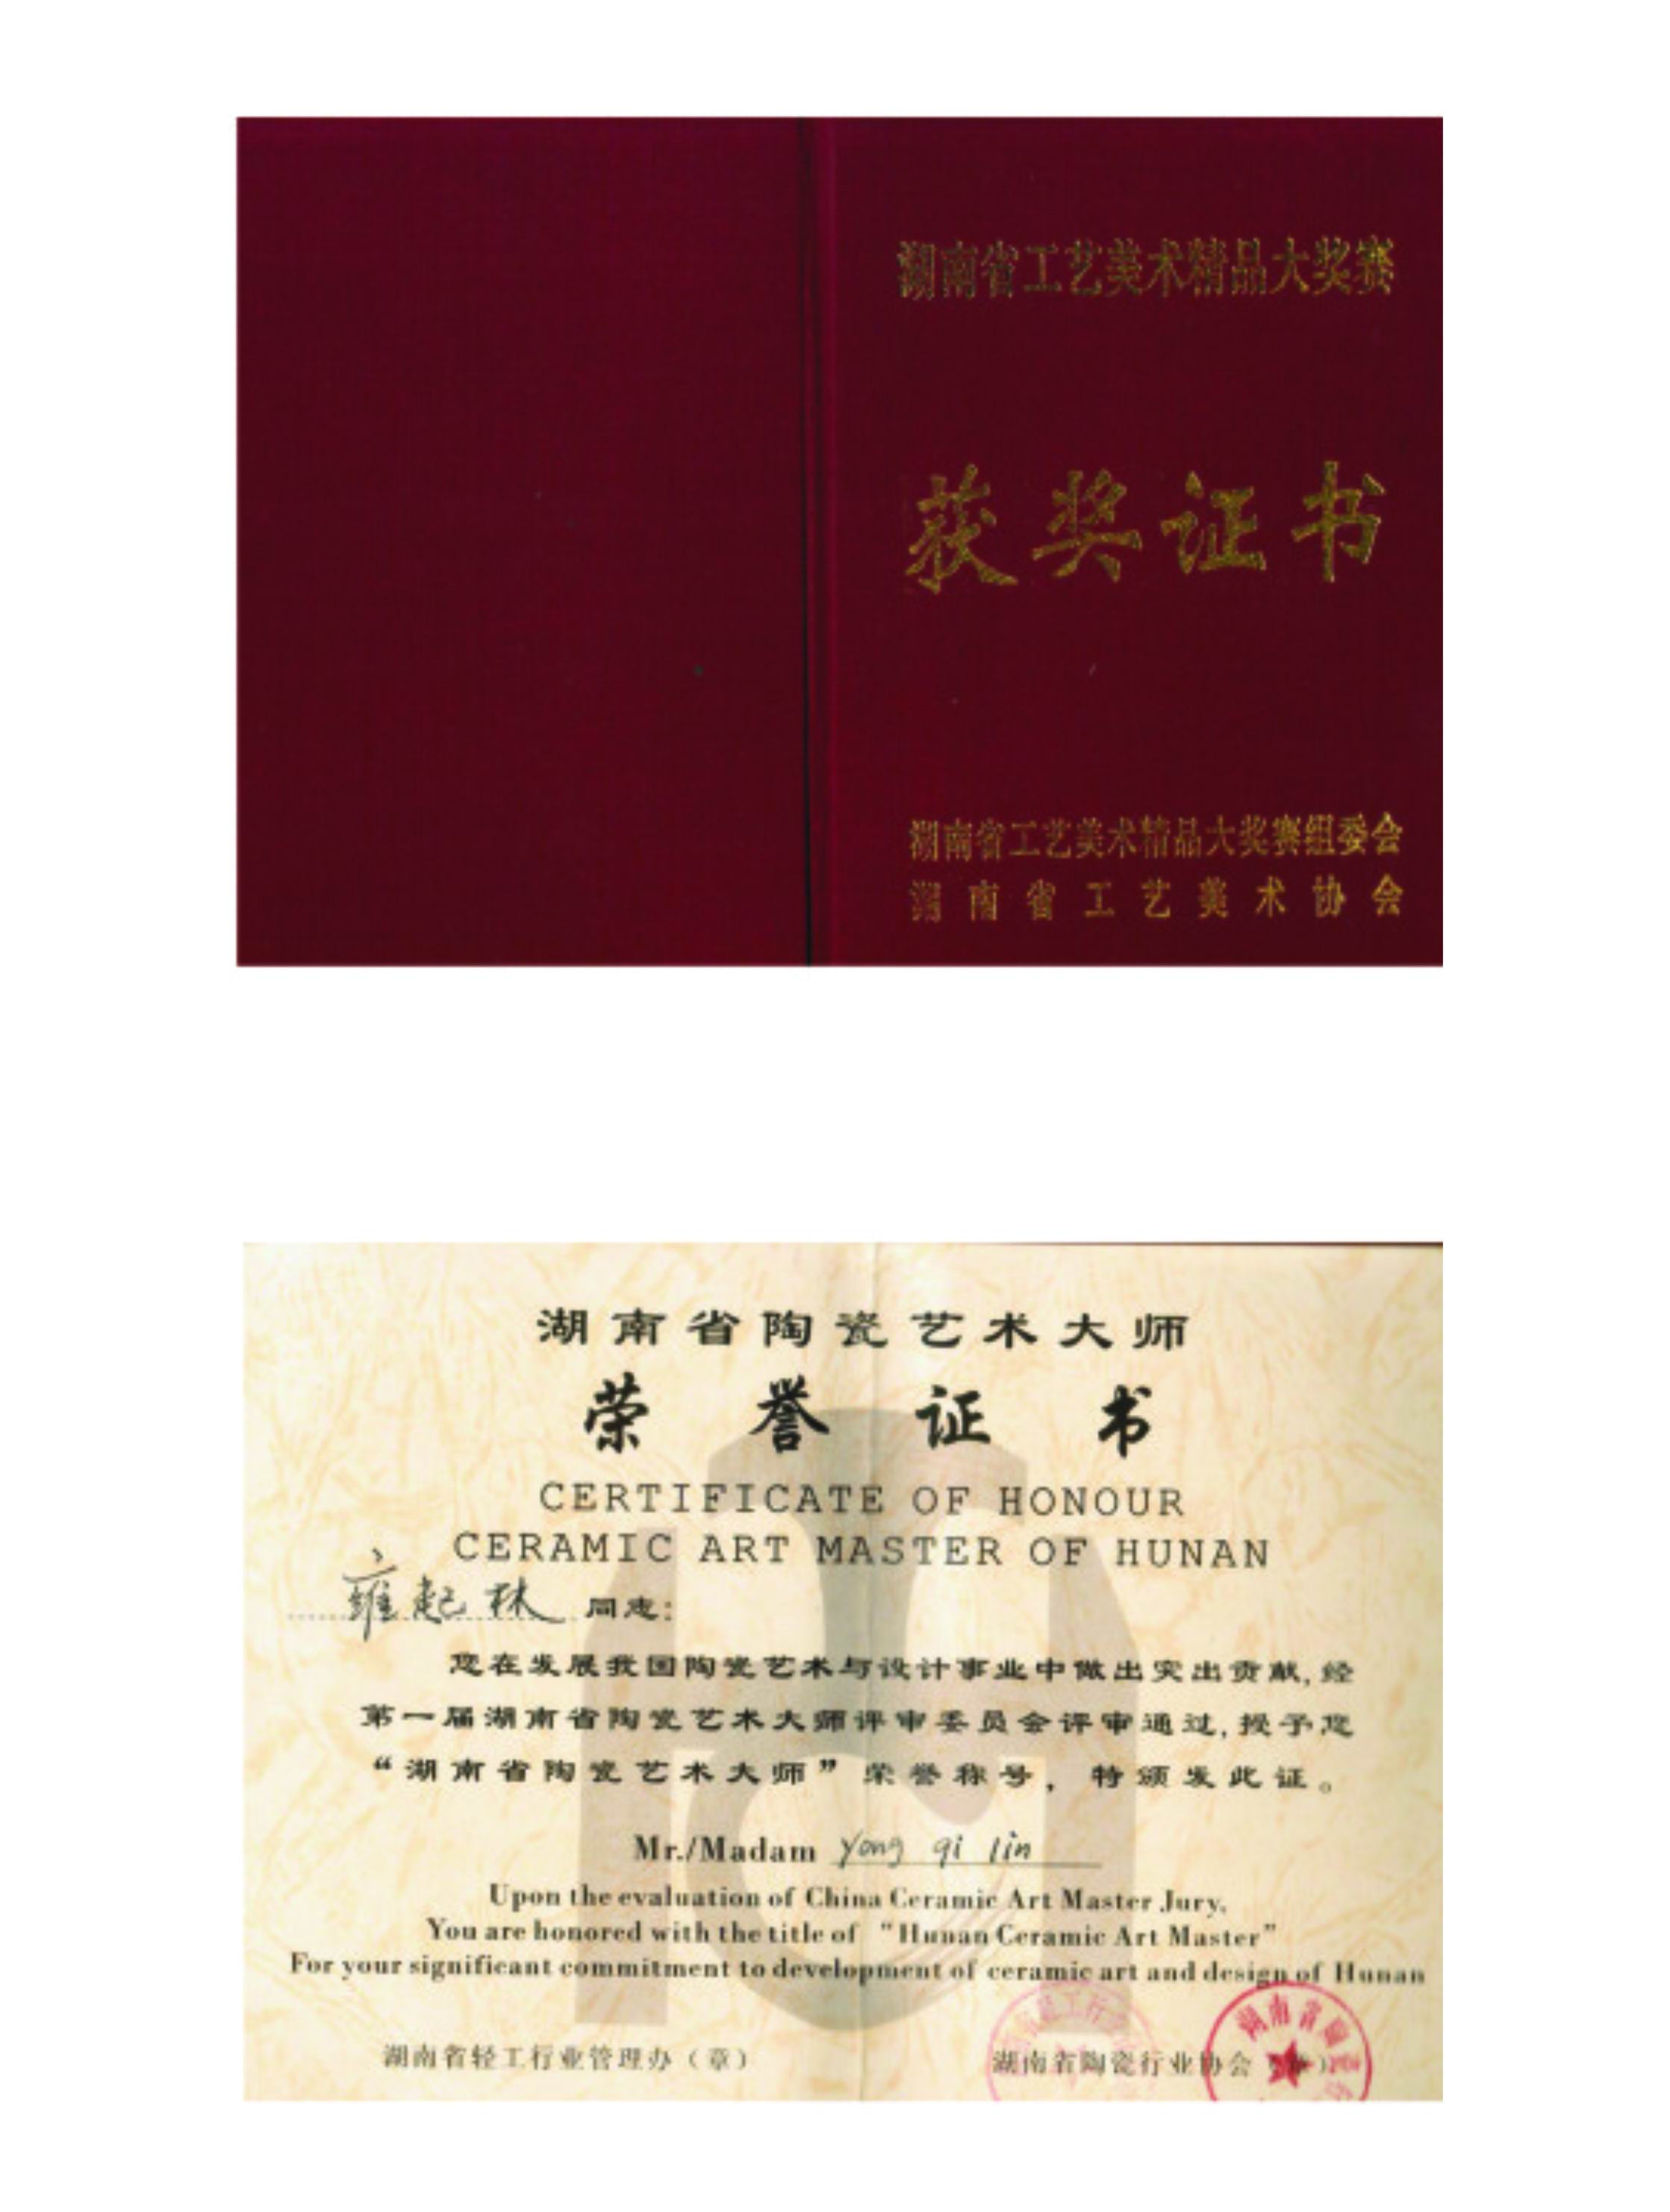 湖南省工艺美术精品大奖赛
获奖证书
湖南省工艺美术精品大奖赛组委会
湖南省工艺美术协会
湖南省陶瓷艺术大师
荣誉证书
CERTIFICATE OF HONOUR
CERAMIC ART MASTER OF HUNAN
雍起林 同志:
您在发展我国陶瓷艺术与设计事业中做出突出贡献,经
第一届湖南省陶瓷艺术大师评审委员会评审通过,授予您
“湖南省陶瓷艺术大师”荣誉称号，特颁发此证。
Mr./Madam Yong qi lin
Upon the evaluation of China Ceramic Art Master Jury,
You are honored with the title of "Hunan Ceramic Art Master"
For your significant commitment to development of ceramic art and design of Hunan
湖南省轻工行业管理办（章）
湖南省陶瓷行业协会
湖南省陶瓷